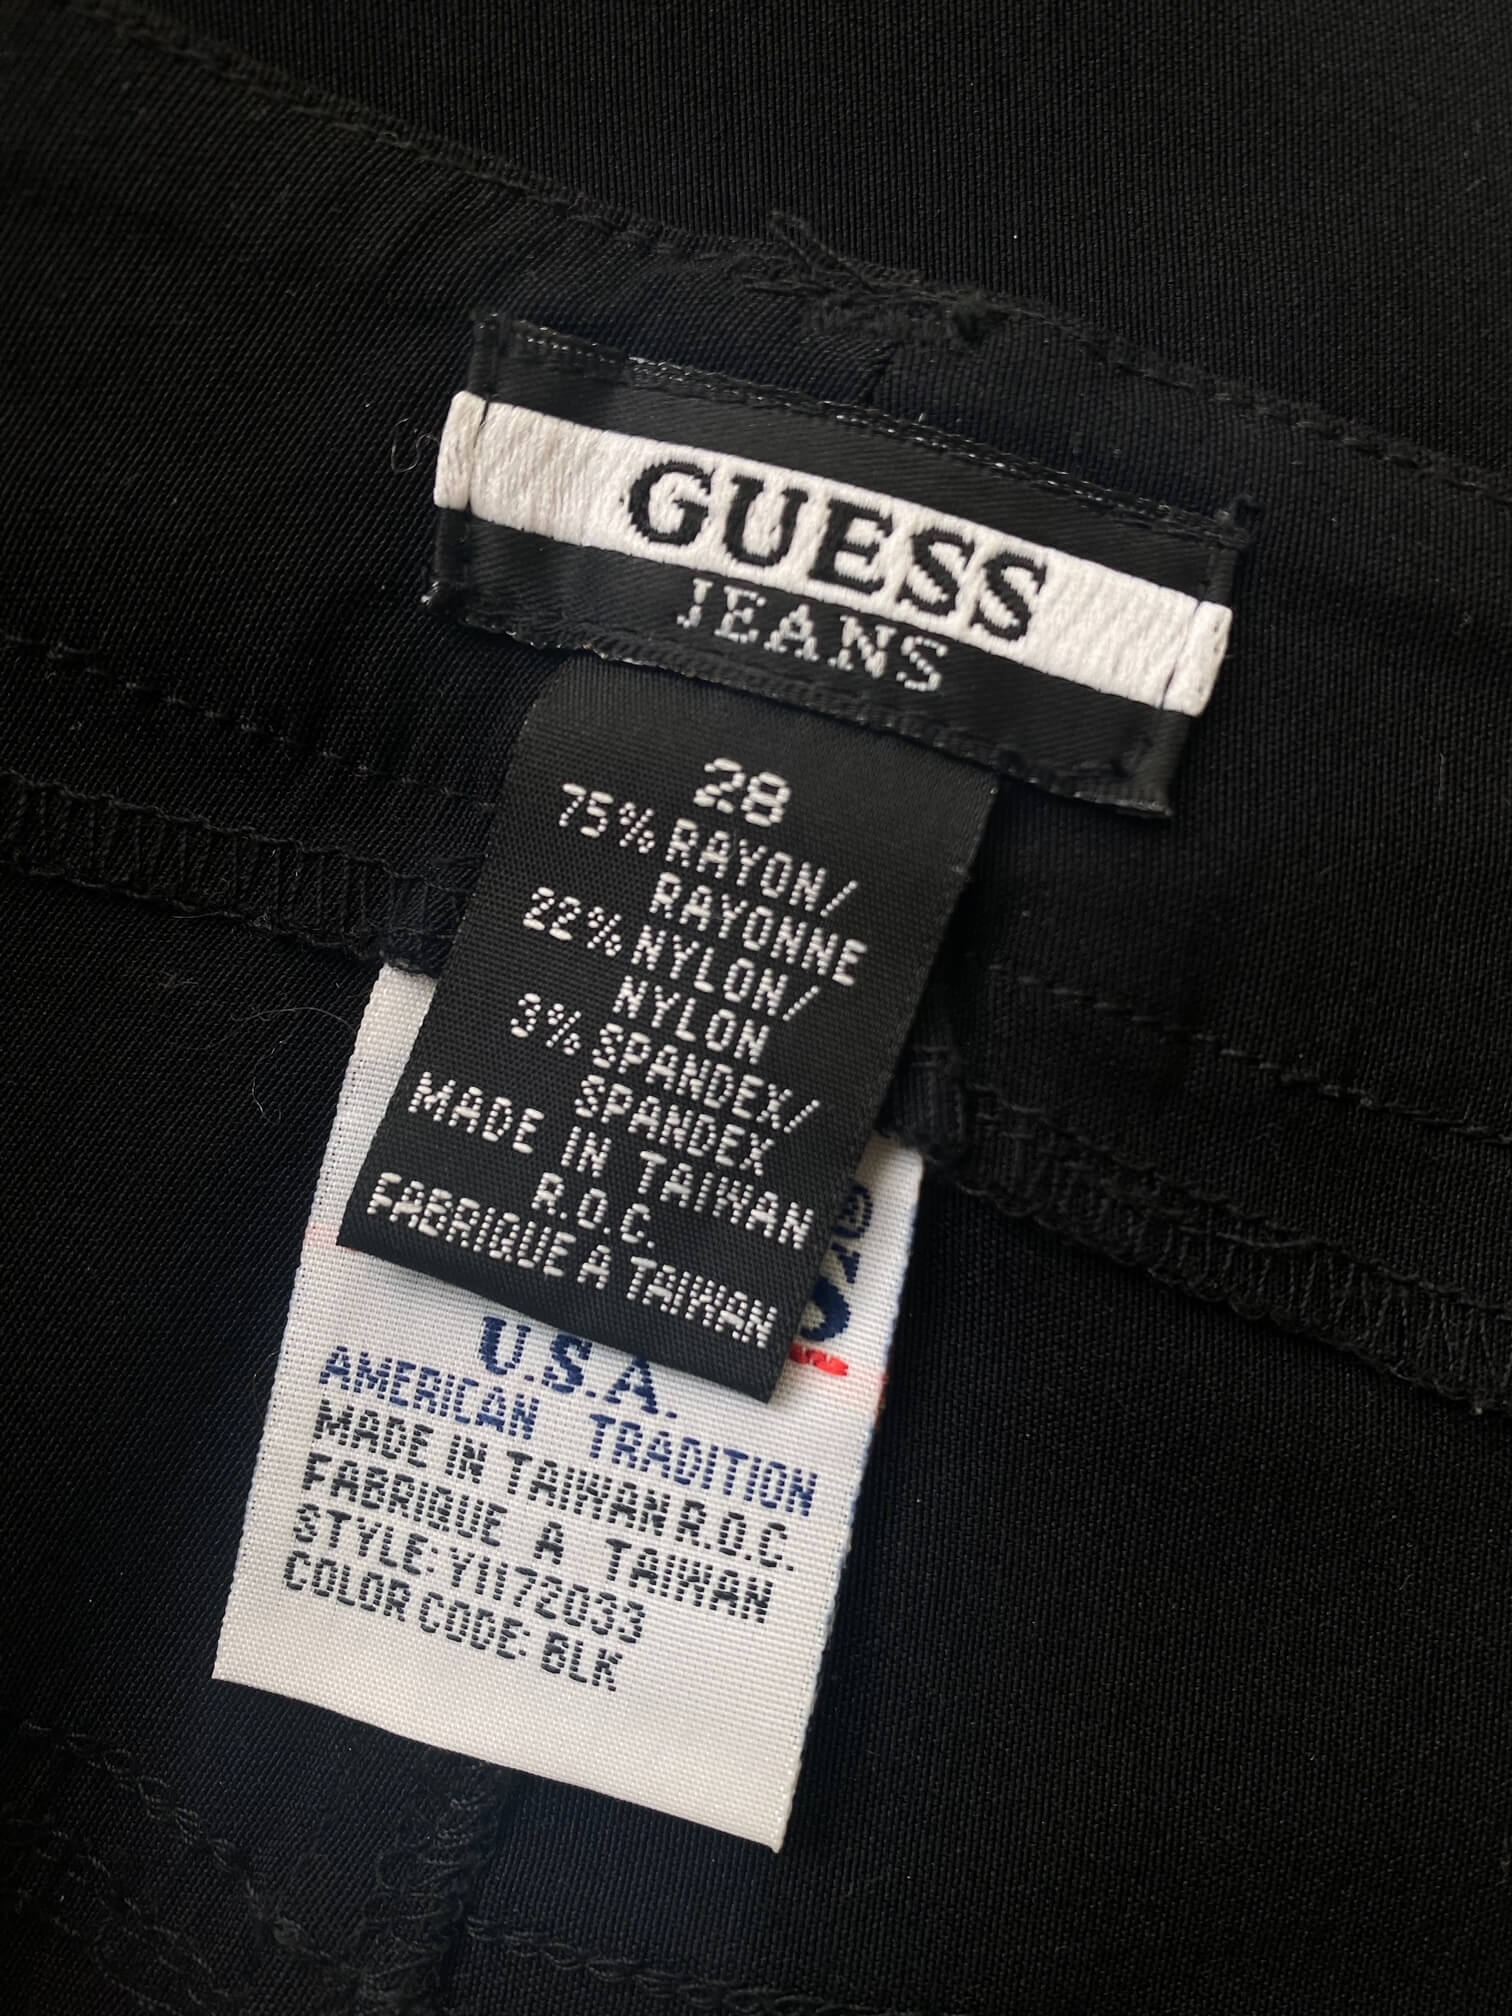 GUESS
JEANS
28
75% RAYON/
RAYONNE
22% NYLON/
NYLON
3% SPANDEX/
SPANDEX
MADE IN TAIWAN
R.O.C.
FABRIQUE A TAIWAN
S®
U.S.A.
AMERICAN TRADITION
MADE IN TAIWAN R.O.C.
FABRIQUE A TAIWAN
STYLE: Y1172033
COLOR CODE: BLK